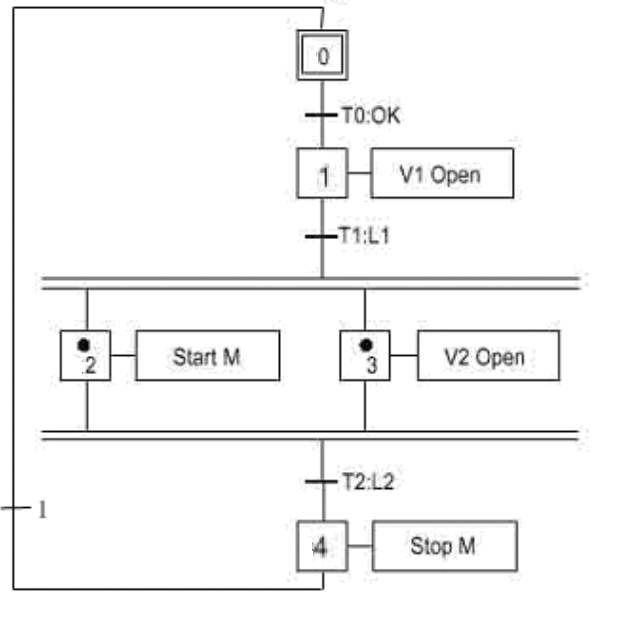 0
T0:OK
1
V1 Open
T1:L1
2
Start M
3
V2 Open
T2:L2
1
4
Stop M